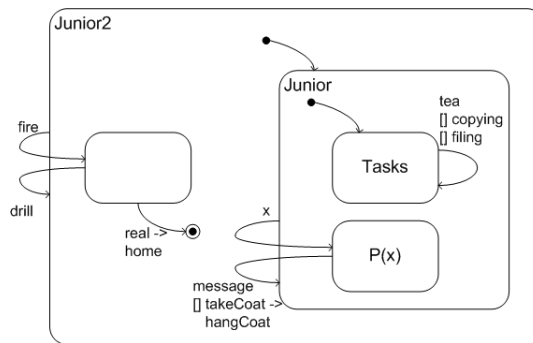 Junior2
Junior
tea
[] copying
[] filing
fire
Tasks
drill
x
real ->
home
P(x)
message
[] takeCoat ->
hangCoat